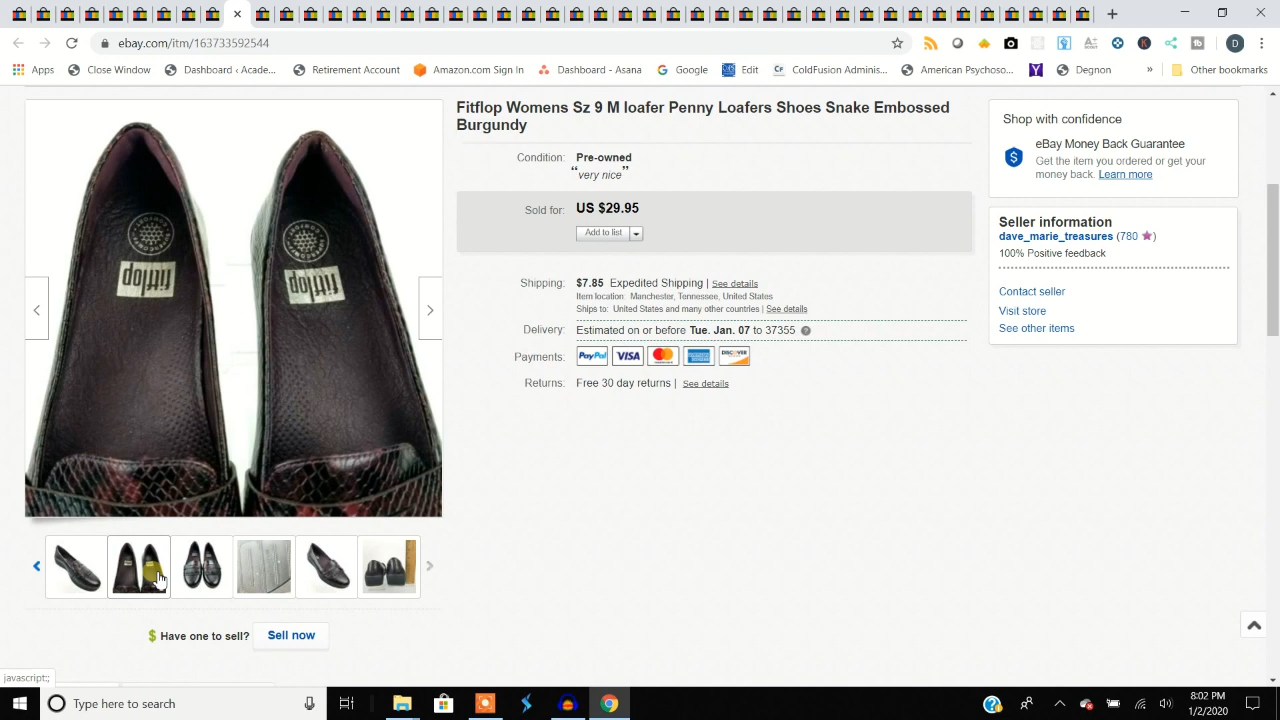 ebay.com/itm/163733592544
Apps
Close Window
Dashboard ‹ Acade...
Retirement Account
Amazon.com Sign In
Dashboard - Asana
Google
Edit
CF
ColdFusion Adminis...
American Psychoso...
Degnon
»
Other bookmarks
Fitflop Womens Sz 9 M loafer Penny Loafers Shoes Snake Embossed
Burgundy
Condition: Pre-owned
“very nice”
Sold for: US $29.95
Add to list
Shipping: $7.85 Expedited Shipping | See details
Item location: Manchester, Tennessee, United States
Ships to: United States and many other countries | See details
Delivery: Estimated on or before Tue. Jan. 07 to 37355
Payments: PayPal VISA MasterCard AMERICAN EXPRESS DISCOVER
Returns: Free 30 day returns | See details
Shop with confidence
eBay Money Back Guarantee
Get the item you ordered or get your
money back. Learn more
Seller information
dave_marie_treasures (780 )
100% Positive feedback
Contact seller
Visit store
See other items
fitflop
fitflop
$ Have one to sell? Sell now
javascript:;
Type here to search
8:02 PM
1/2/2020